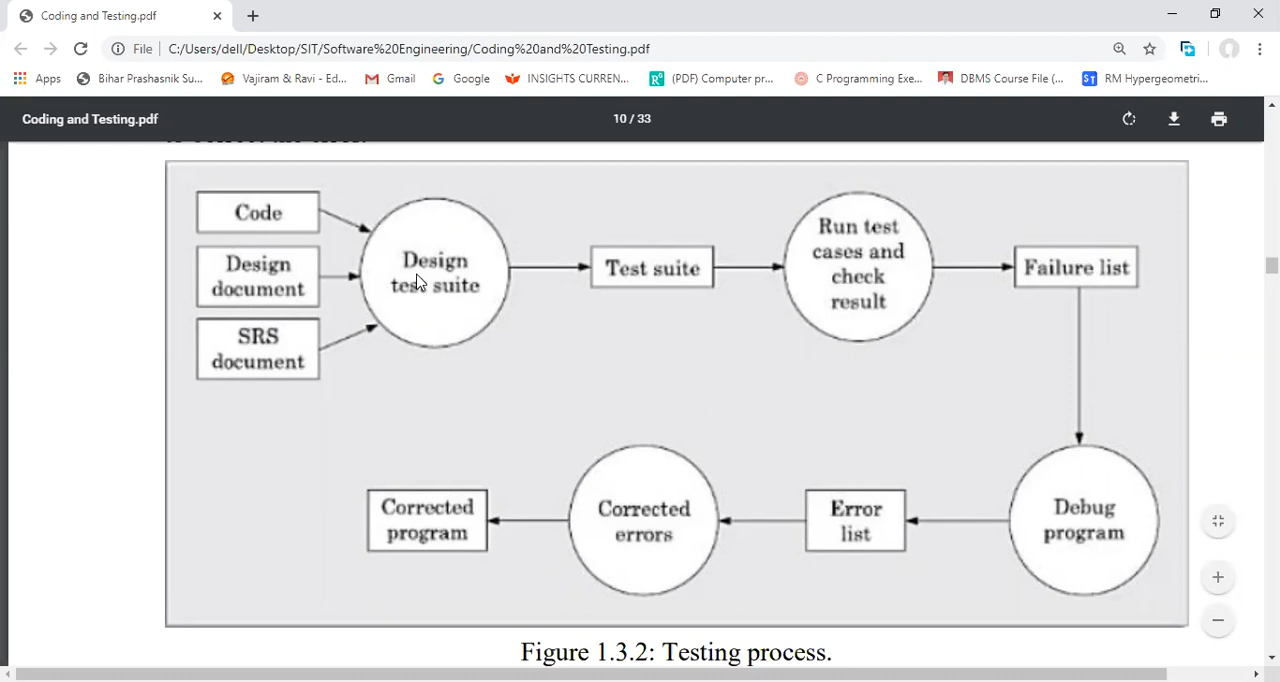 Coding and Testing.pdf
File
C:/Users/dell/Desktop/SIT/Software%20Engineering/Coding%20and%20Testing.pdf
Apps
Bihar Prashasnik Su...
Vajiram & Ravi - Ed...
Gmail
Google
INSIGHTS CURREN...
(PDF) Computer pr...
C Programming Exe...
DBMS Course File (...
RM Hypergeometri...
Coding and Testing.pdf
10 / 33
Code
Design
document
SRS
document
Design
test suite
Test suite
Run test
cases and
check
result
Failure list
Debug
program
Error
list
Corrected
errors
Corrected
program
Figure 1.3.2: Testing process.